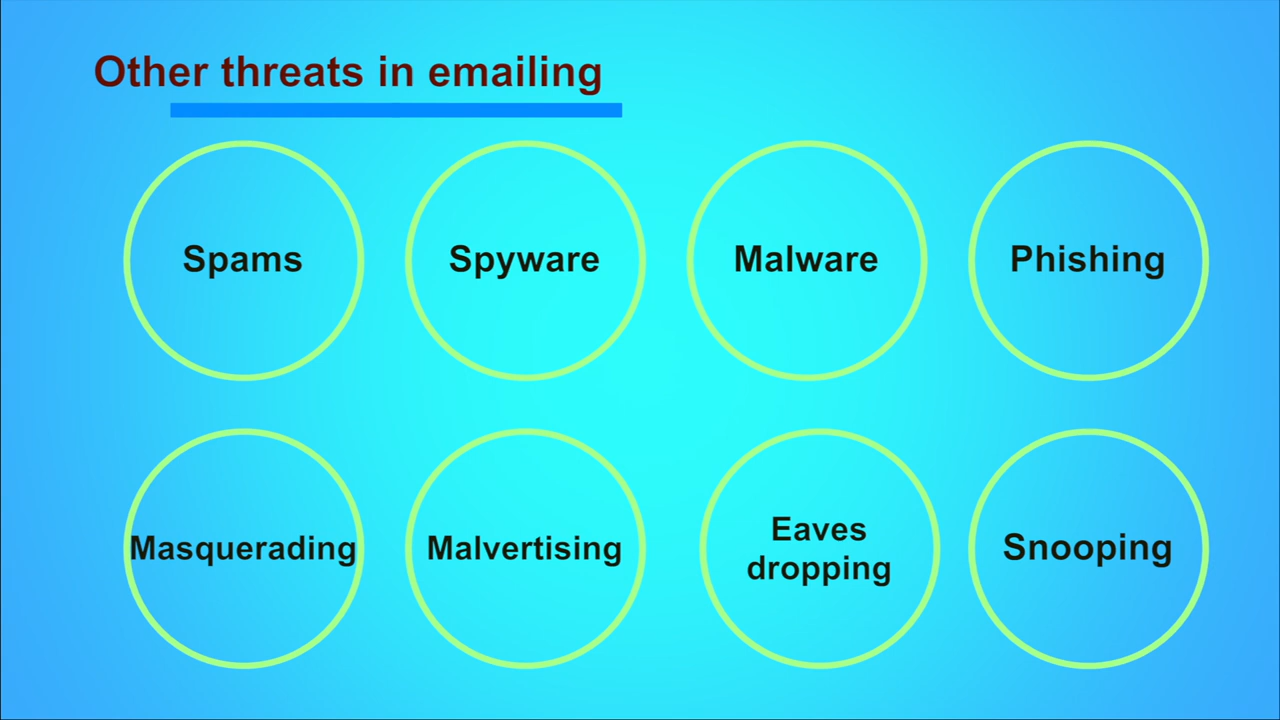 Other threats in emailing
Spams
Spyware
Malware
Phishing
Masquerading
Malvertising
Eaves
dropping
Snooping